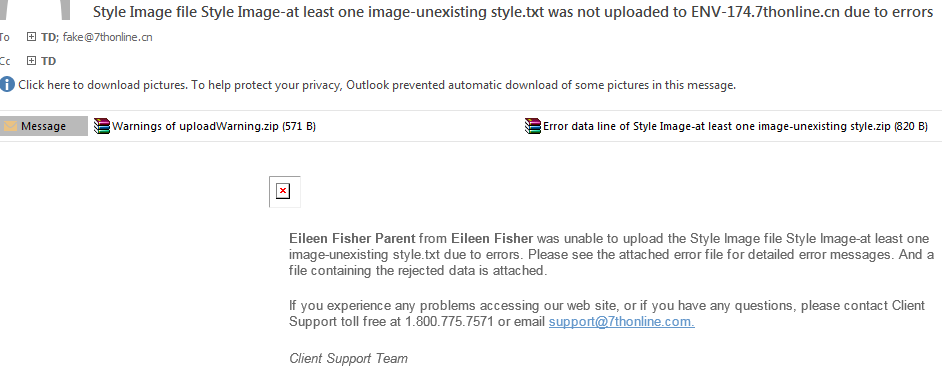 Style Image file Style Image-at least one image-unexisting style.txt was not uploaded to ENV-174.7thonline.cn due to errors
To TD; fake@7thonline.cn
Cc TD
Click here to download pictures. To help protect your privacy, Outlook prevented automatic download of some pictures in this message.
Message Warnings of uploadWarning.zip (571 B) Error data line of Style Image-at least one image-unexisting style.zip (820 B)
Eileen Fisher Parent from Eileen Fisher was unable to upload the Style Image file Style Image-at least one
image-unexisting style.txt due to errors. Please see the attached error file for detailed error messages. And a
file containing the rejected data is attached.
If you experience any problems accessing our web site, or if you have any questions, please contact Client
Support toll free at 1.800.775.7571 or email support@7thonline.com.
Client Support Team